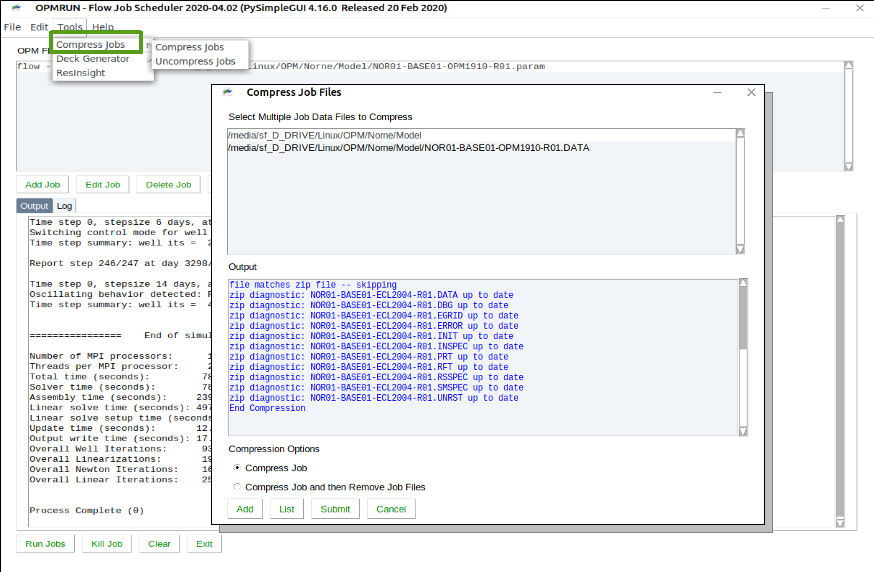 OPMRUN - Flow Job Scheduler 2020-04.02 (PySimpleGUI 4.16.0 Released 20 Feb 2020)
File Edit Tools Help
Compress Jobs
Deck Generator
ResInsight
Compress Jobs
Uncompress Jobs
OPM
flow
inux/OPM/Norne/Model/NOR01-BASE01-OPM1910-R01.param
Add Job Edit Job Delete Job
Output Log
Time step 0, stepsize 6 days, at
Switching control mode for well
Time step summary: well its = 2
Report step 246/247 at day 3298/
Time step 0, stepsize 14 days, a
Oscillating behavior detected:
Time step summary: well its = 4
================ End of simul
Number of MPI processors: 1
Threads per MPI processor: 2
Total time (seconds): 78
Solver time (seconds): 78
Assembly time (seconds): 239
Linear solve time (seconds): 497
Linear solve setup time (seconds
Update time (seconds): 12.
Output write time (seconds): 17.
Overall Well Iterations: 93
Overall Linearizations: 19
Overall Newton Iterations: 16
Overall Linear Iterations: 25
Process Complete (0)
Run Jobs Kill Job Clear Exit
Compress Job Files
Select Multiple Job Data Files to Compress
/media/sf_D_DRIVE/Linux/OPM/Norne/Model
/media/sf_D_DRIVE/Linux/OPM/Norne/Model/NOR01-BASE01-OPM1910-R01.DATA
Output
file matches zip file -- skipping
zip diagnostic: NOR01-BASE01-ECL2004-R01.DATA up to date
zip diagnostic: NOR01-BASE01-ECL2004-R01.DBG up to date
zip diagnostic: NOR01-BASE01-ECL2004-R01.EGRID up to date
zip diagnostic: NOR01-BASE01-ECL2004-R01.ERROR up to date
zip diagnostic: NOR01-BASE01-ECL2004-R01.INIT up to date
zip diagnostic: NOR01-BASE01-ECL2004-R01.INSPEC up to date
zip diagnostic: NOR01-BASE01-ECL2004-R01.PRT up to date
zip diagnostic: NOR01-BASE01-ECL2004-R01.RFT up to date
zip diagnostic: NOR01-BASE01-ECL2004-R01.RSSPEC up to date
zip diagnostic: NOR01-BASE01-ECL2004-R01.SMSPEC up to date
zip diagnostic: NOR01-BASE01-ECL2004-R01.UNRST up to date
End Compression
Compression Options
Compress Job
Compress Job and then Remove Job Files
Add List Submit Cancel